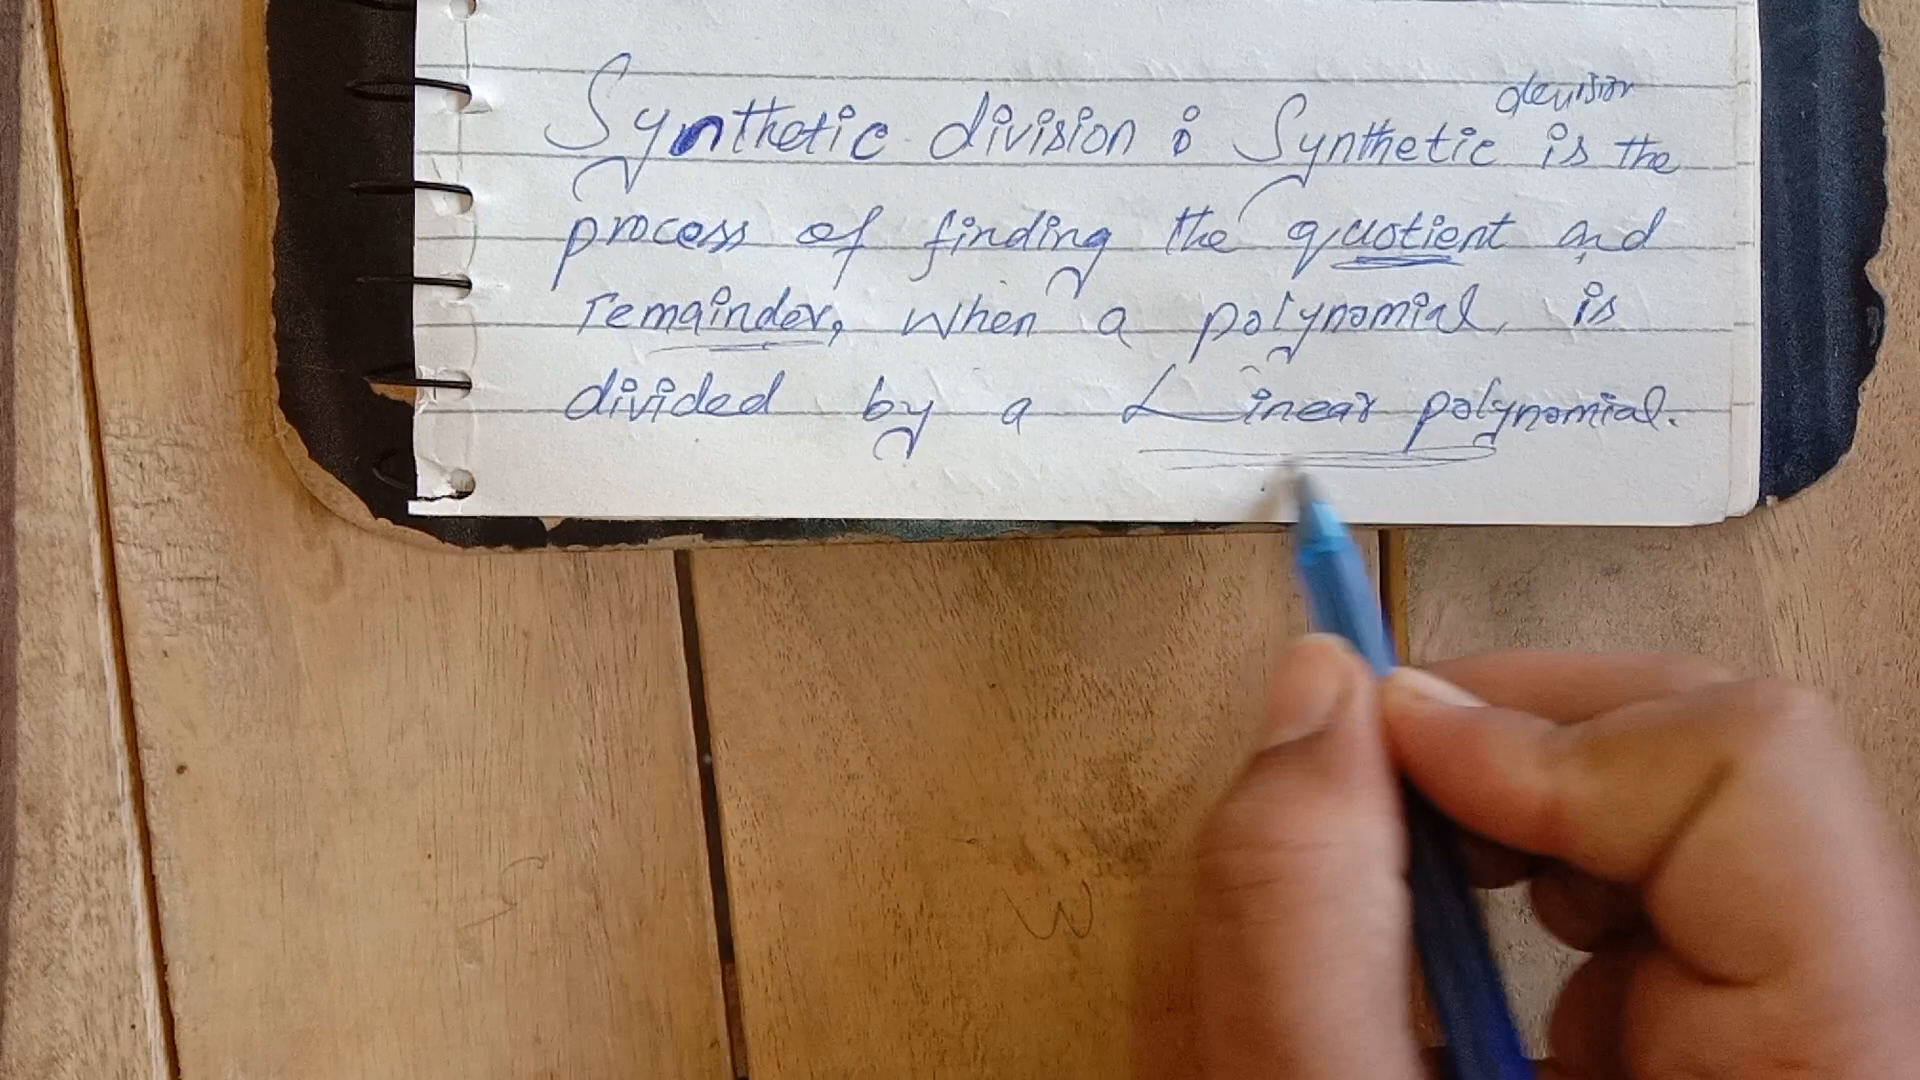 Synthetic division : Synthetic division is the
process of finding the quotient and
remainder, when a polynomial, is
divided by a Linear polynomial.
W